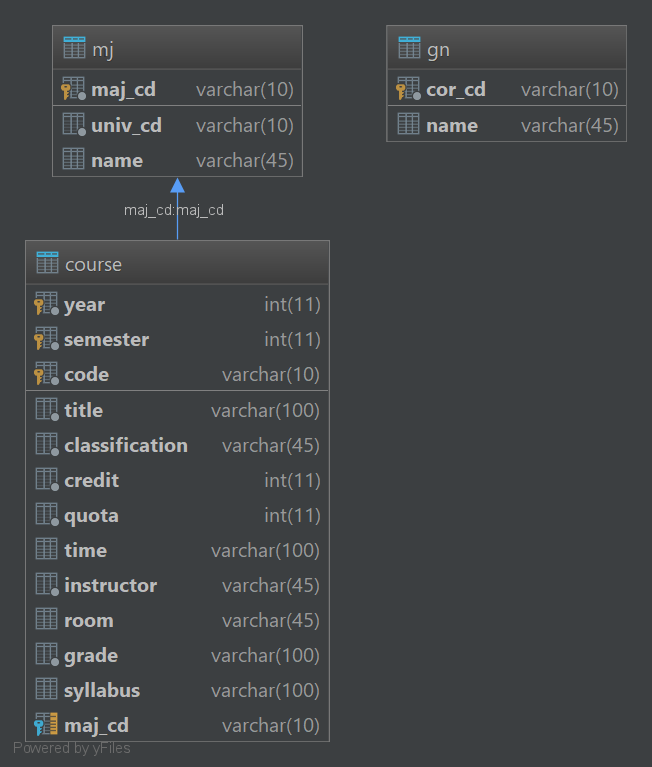 mj
maj_cd varchar(10)
univ_cd varchar(10)
name varchar(45)
gn
cor_cd varchar(10)
name varchar(45)
maj_cd:maj_cd
course
year int(11)
semester int(11)
code varchar(10)
title varchar(100)
classification varchar(45)
credit int(11)
quota int(11)
time varchar(100)
instructor varchar(45)
room varchar(45)
grade varchar(100)
syllabus varchar(100)
maj_cd varchar(10)
Powered by yFiles